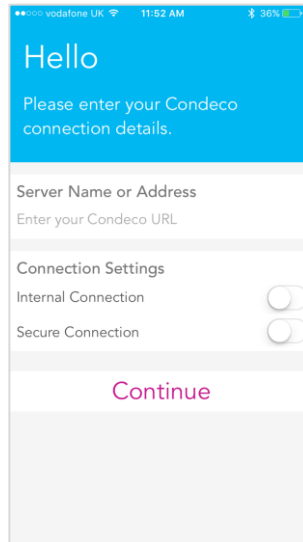 vodafone UK 11:52 AM 36%
Hello
Please enter your Condeco
connection details.
Server Name or Address
Enter your Condeco URL
Connection Settings
Internal Connection
Secure Connection
Continue